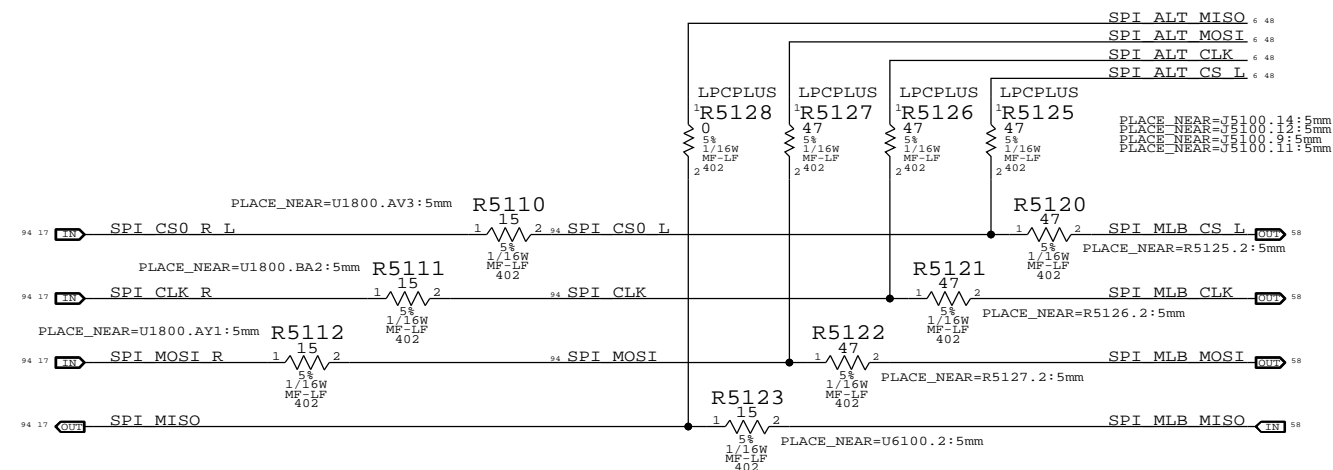 SPI_ALT_MISO 6 48
SPI_ALT_MOSI 6 48
SPI_ALT_CLK 6 48
SPI_ALT_CS_L 6 48
LPCPLUS LPCPLUS LPCPLUS LPCPLUS
1 R5128 1 R5127 1 R5126 1 R5125
0 47 47 47
5% 5% 5% 5%
1/16W 1/16W 1/16W 1/16W
MF-LF MF-LF MF-LF MF-LF
2 402 2 402 2 402 2 402
PLACE_NEAR=J5100.14:5mm
PLACE_NEAR=J5100.12:5mm
PLACE_NEAR=J5100.9:5mm
PLACE_NEAR=J5100.11:5mm
PLACE_NEAR=U1800.AV3:5mm
R5110 R5120
15 47
94 17 IN SPI_CS0_R_L 1 2 94 SPI_CS0_L 1 2 SPI_MLB_CS_L OUT 58
5% 5%
1/16W 1/16W
MF-LF MF-LF
402 402
PLACE_NEAR=R5125.2:5mm
PLACE_NEAR=U1800.BA2:5mm
R5111 R5121
15 47
94 17 IN SPI_CLK_R 1 2 94 SPI_CLK 1 2 SPI_MLB_CLK OUT 58
5% 5%
1/16W 1/16W
MF-LF MF-LF
402 402
PLACE_NEAR=R5126.2:5mm
PLACE_NEAR=U1800.AY1:5mm
R5112 R5122
15 47
94 17 IN SPI_MOSI_R 1 2 94 SPI_MOSI 1 2 SPI_MLB_MOSI OUT 58
5% 5%
1/16W 1/16W
MF-LF MF-LF
402 402
PLACE_NEAR=R5127.2:5mm
R5123
15
94 17 OUT SPI_MISO 1 2 SPI_MLB_MISO IN 58
5%
1/16W
MF-LF
402
PLACE_NEAR=U6100.2:5mm